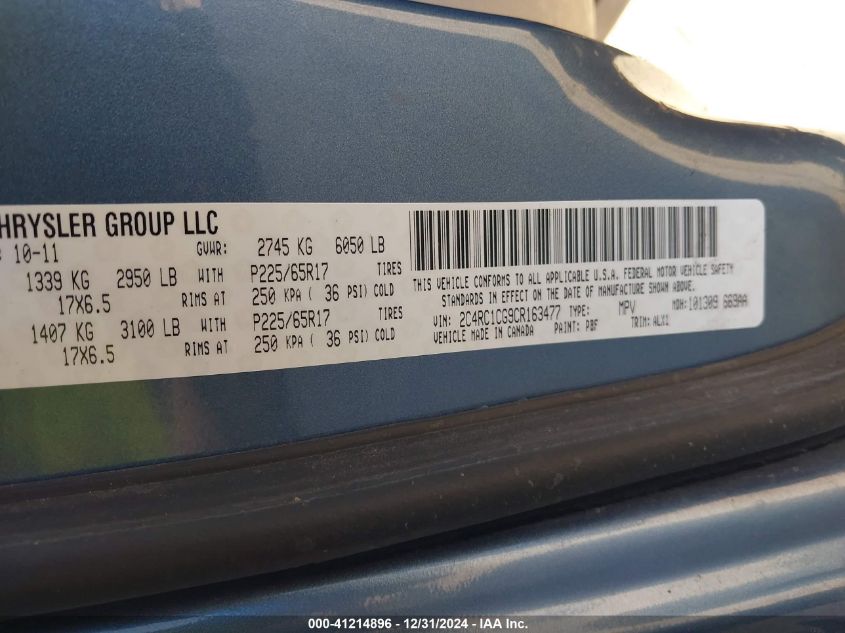 HRYSLER GROUP LLC
10-11 GVWR: 2745 KG 6050 LB
1339 KG 2950 LB WITH P225/65R17 TIRES
17X6.5 RIMS AT 250 KPA ( 36 PSI) COLD
1407 KG 3100 LB WITH P225/65R17 TIRES
17X6.5 RIMS AT 250 KPA ( 36 PSI) COLD
THIS VEHICLE CONFORMS TO ALL APPLICABLE U.S.A. FEDERAL MOTOR VEHICLE SAFETY
STANDARDS IN EFFECT ON THE DATE OF MANUFACTURE SHOWN ABOVE.
VIN: 2C4RC1CG9CR163477 TYPE: MPV MDH: 101309 669AA
VEHICLE MADE IN CANADA PAINT: PBF TRIM: ALX1
000-41214896 - 12/31/2024 - IAA Inc.